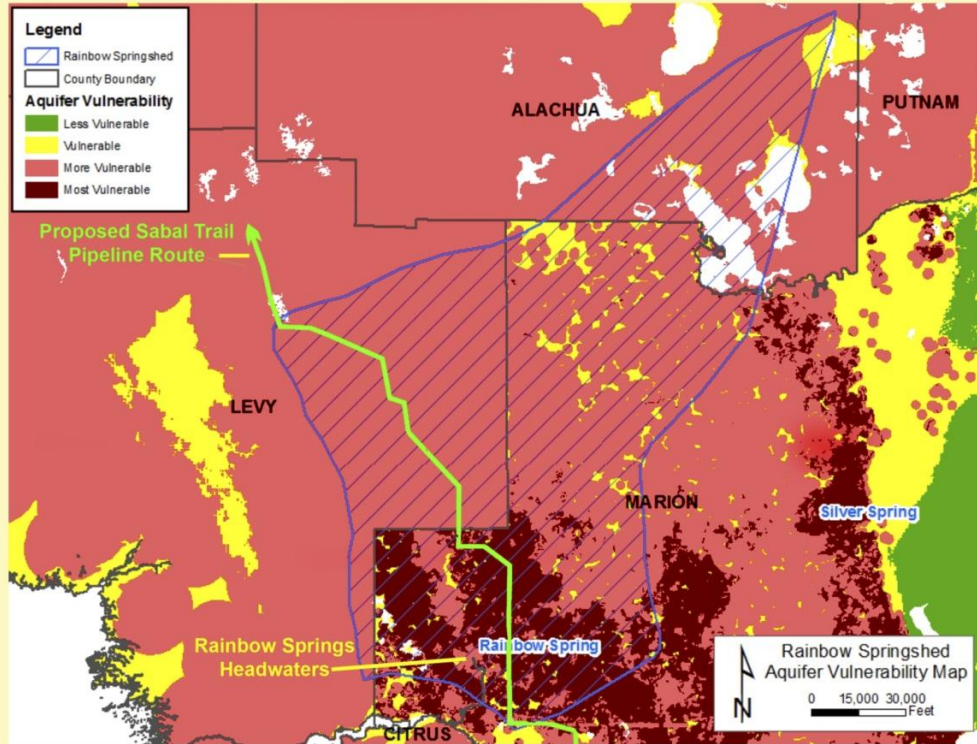 Legend
Rainbow Springshed
County Boundary
Aquifer Vulnerability
Less Vulnerable
Vulnerable
More Vulnerable
Most Vulnerable
ALACHUA
PUTNAM
Proposed Sabal Trail
Pipeline Route
LEVY
MARION
Silver Spring
Rainbow Springs
Headwaters
Rainbow Spring
CITRUS
Rainbow Springshed
Aquifer Vulnerability Map
N
0 15,000 30,000
Feet